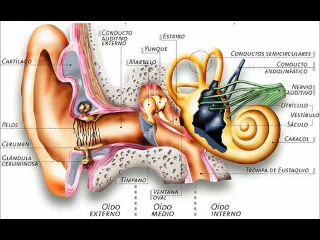 CONDUCTO
AUDITIVO
EXTERNO
ESTRIBO
YUNQUE
MARTILLO
CARTÍLAGO
CONDUCTOS SEMICIRCULARES
CONDUCTO
ENDOLINFÁTICO
NERVIO
AUDITIVO
UTRÍCULO
VESTÍBULO
SÁCULO
CARACOL
PELOS
CERUMEN
GLÁNDULA
CERUMINOSA
TROMPA DE EUSTAQUIO
TÍMPANO
VENTANA
OVAL
OÍDO
EXTERNO
OÍDO
MEDIO
OÍDO
INTERNO